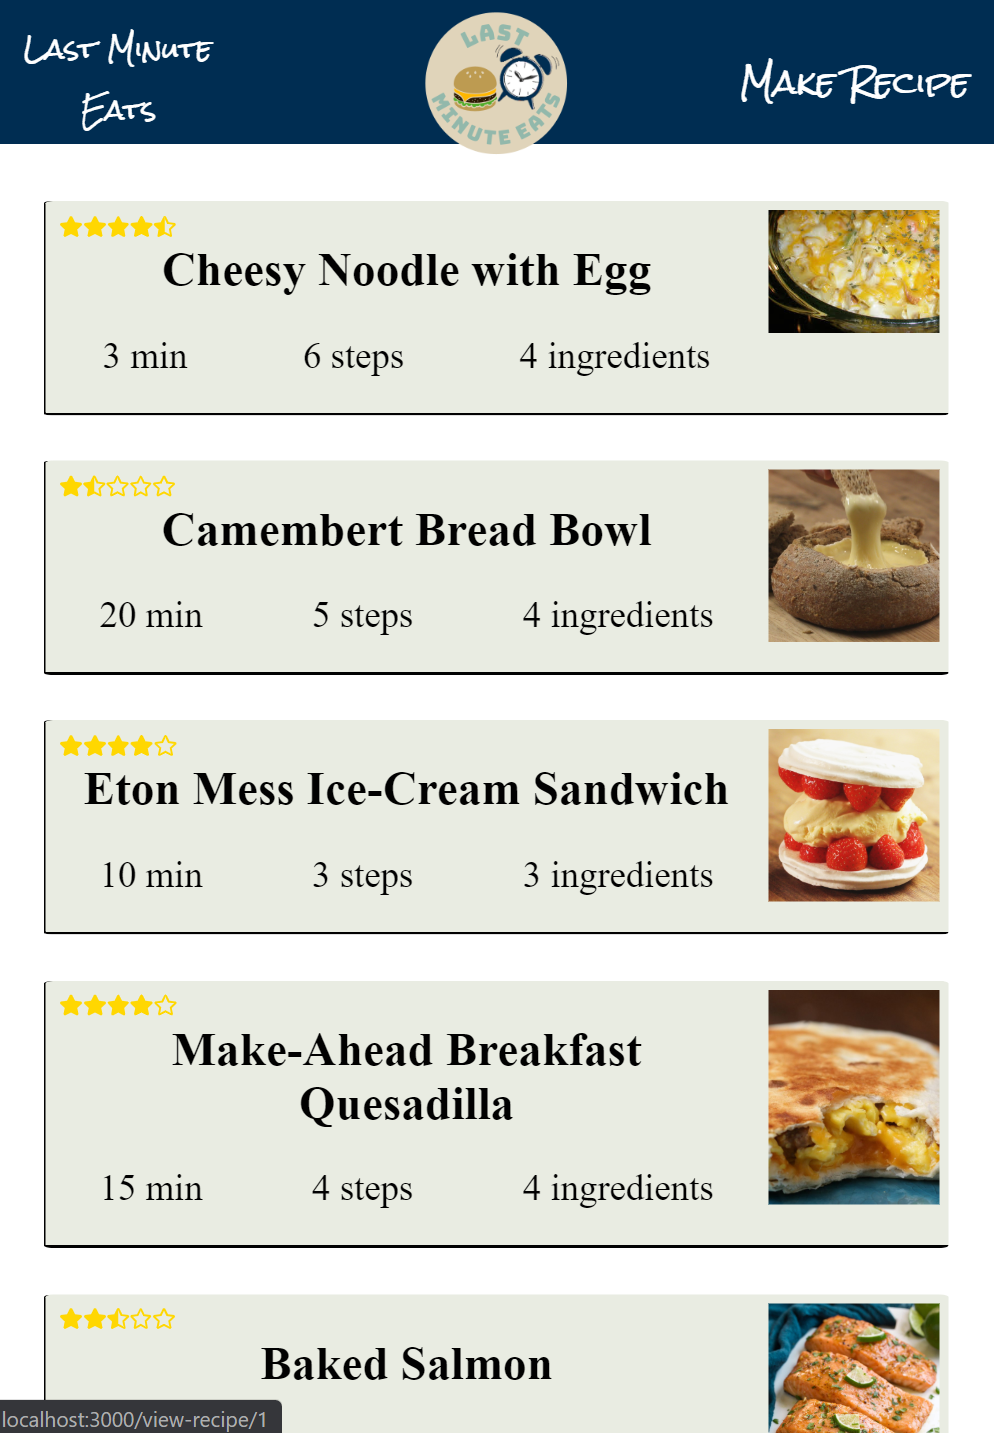 Last Minute
Eats
LAST
MINUTE EATS
Make Recipe
Cheesy Noodle with Egg
3 min 6 steps 4 ingredients
Camembert Bread Bowl
20 min 5 steps 4 ingredients
Eton Mess Ice-Cream Sandwich
10 min 3 steps 3 ingredients
Make-Ahead Breakfast
Quesadilla
15 min 4 steps 4 ingredients
Baked Salmon
localhost:3000/view-recipe/1